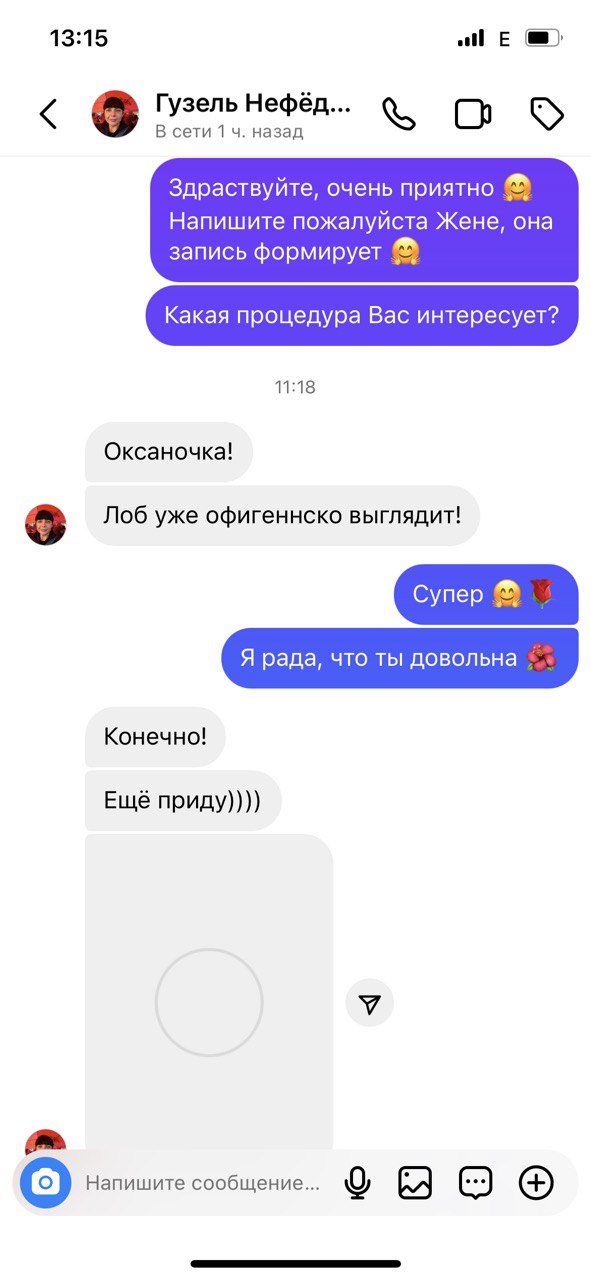 13:15
E
Гузель Нефёд...
В сети 1 ч. назад
Здраствуйте, очень приятно 🤗
Напишите пожалуйста Жене, она
запись формирует 🤗
Какая процедура Вас интересует?
11:18
Оксаночка!
Лоб уже офигеннско выглядит!
Супер 🤗🌹
Я рада, что ты довольна 🌺
Конечно!
Ещё приду))))
Напишите сообщение...